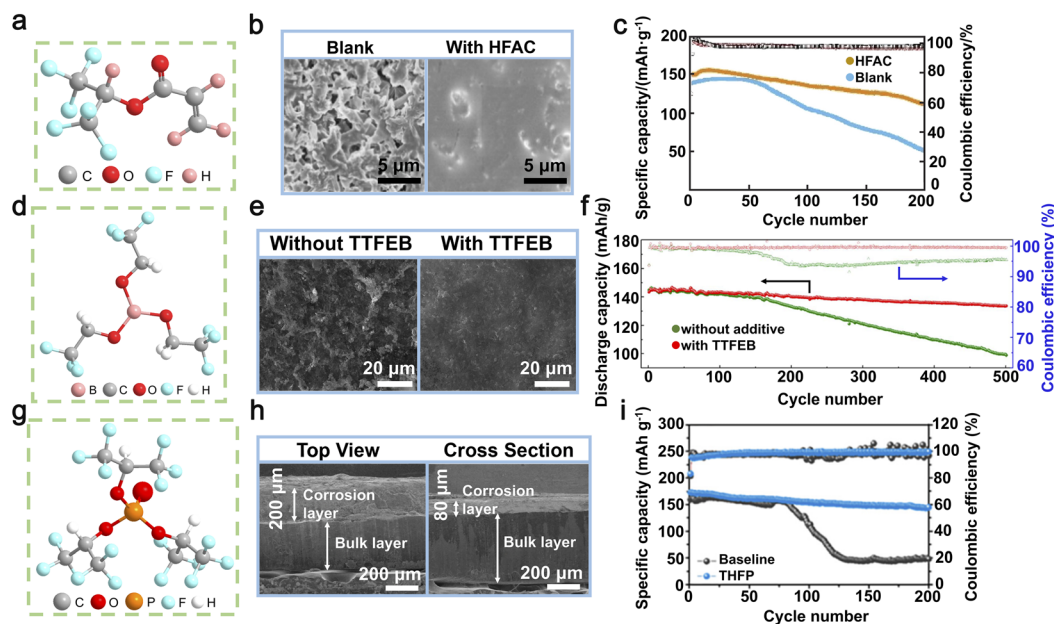 a
C O F H
b
Blank With HFAC
5 μm 5 μm
c
Specific capacity/(mAh·g⁻¹)
200
150
100
50
HFAC
Blank
100
80
60
40
20
0
Coulombic efficiency/%
0 50 100 150 200
Cycle number
d
B C O F H
e
Without TTFEB With TTFEB
20 μm 20 μm
f
Discharge capacity (mAh/g)
180
160
140
120
100
without additive
with TTFEB
100
95
90
85
80
75
70
65
60
Coulombic efficiency (%)
0 100 200 300 400 500
Cycle number
g
C O P F H
h
Top View Cross Section
200 μm
Corrosion
layer
Bulk layer
200 μm
80 μm
Corrosion
layer
Bulk layer
200 μm
i
Specific capacity (mAh g⁻¹)
300
250
200
150
100
50
0
Baseline
THFP
120
100
80
60
40
20
0
Coulombic efficiency (%)
0 50 100 150 200
Cycle number